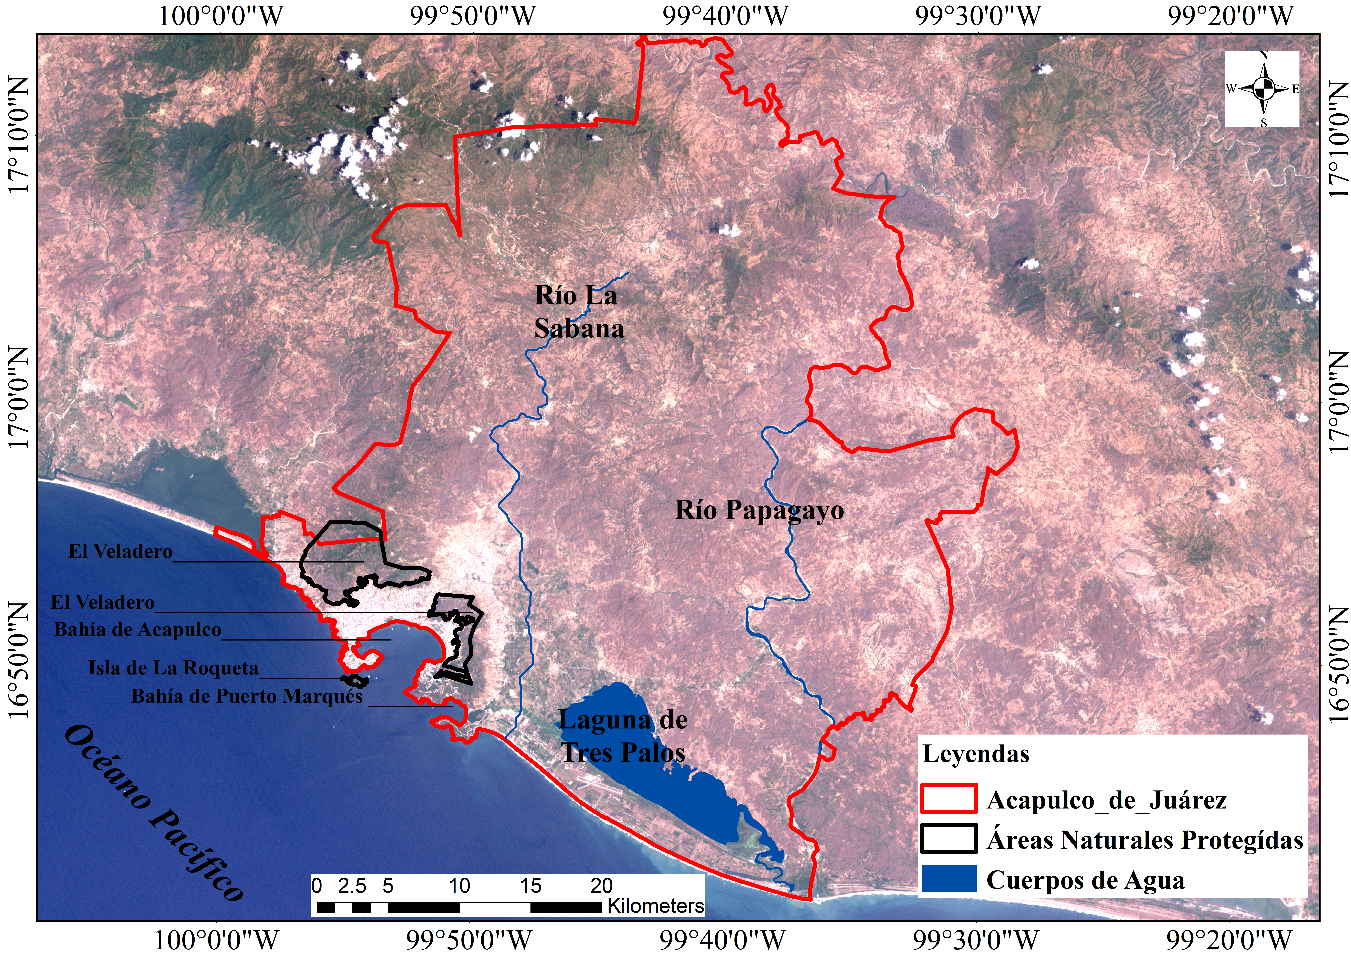 100°0'0"W 99°50'0"W 99°40'0"W 99°30'0"W 99°20'0"W
N
W E
S
17°10'0"N
17°10'0"N
Río La
Sabana
17°0'0"N
17°0'0"N
Río Papagayo
El Veladero
El Veladero
Bahía de Acapulco
Isla de La Roqueta
Bahía de Puerto Marqués
16°50'0"N
16°50'0"N
Laguna de
Tres Palos
Océano Pacífico
Leyendas
Acapulco_de_Juárez
Áreas Naturales Protegídas
Cuerpos de Agua
0 2.5 5 10 15 20
Kilometers
100°0'0"W 99°50'0"W 99°40'0"W 99°30'0"W 99°20'0"W